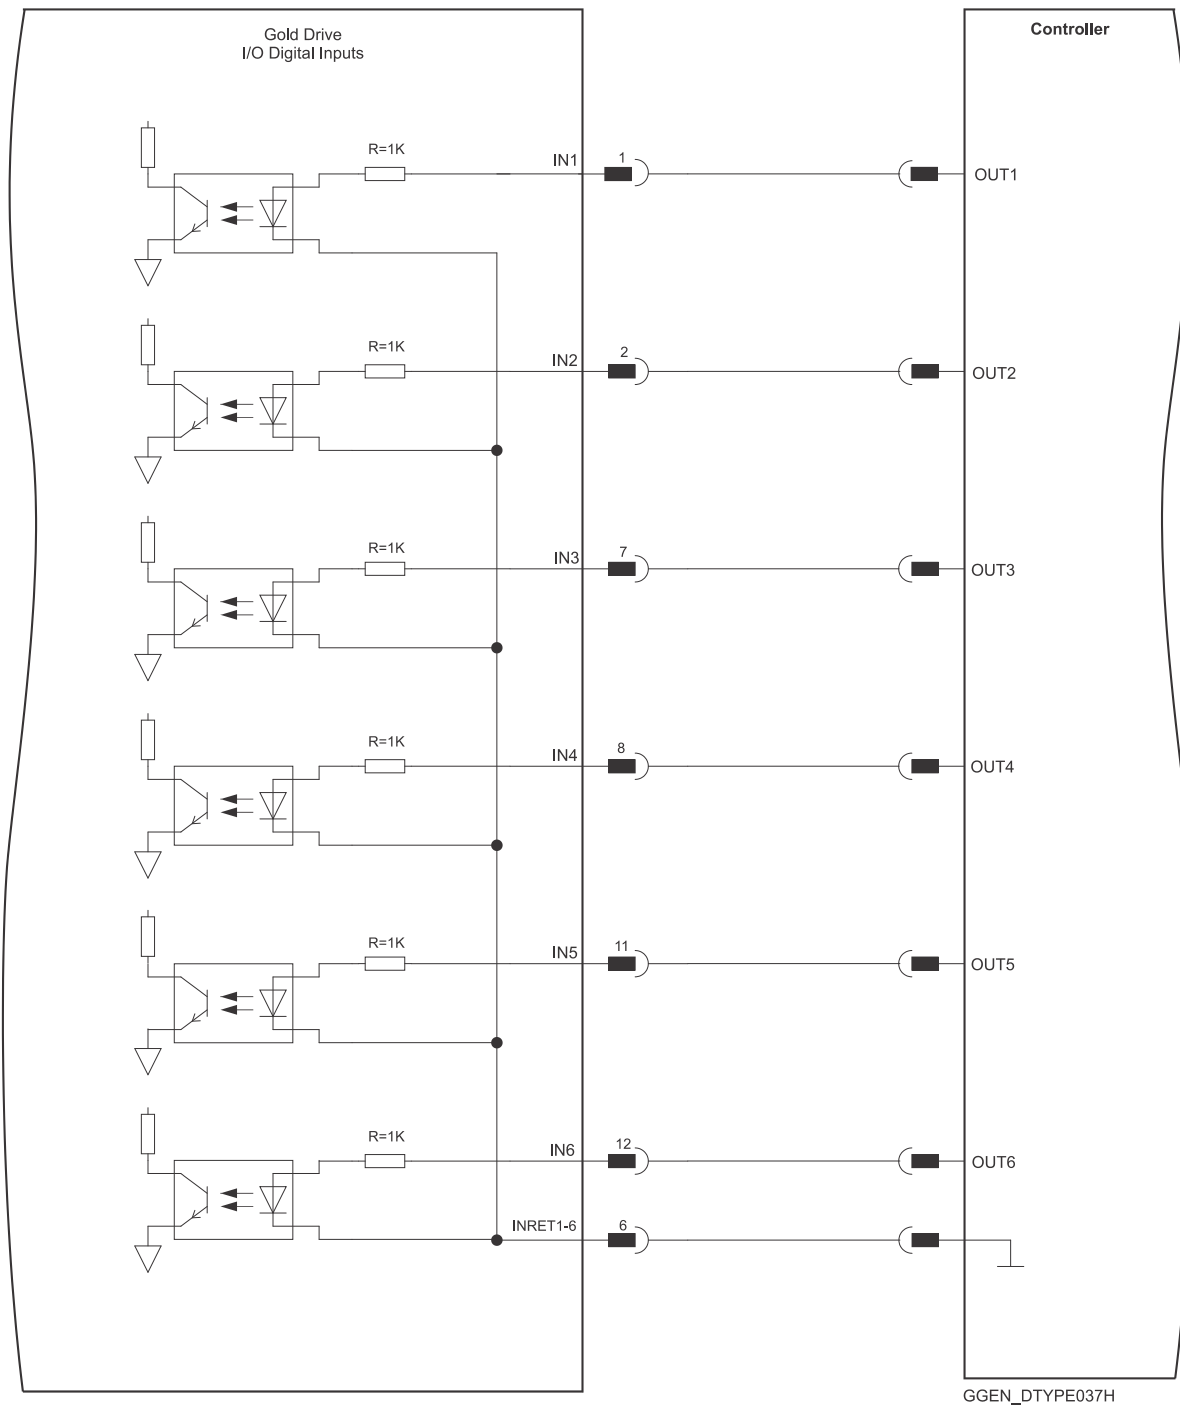 Gold Drive
I/O Digital Inputs
Controller
R=1K
IN1
1
OUT1
R=1K
IN2
2
OUT2
R=1K
IN3
7
OUT3
R=1K
IN4
8
OUT4
R=1K
IN5
11
OUT5
R=1K
IN6
12
OUT6
INRET1-6
6
GGEN_DTYPE037H